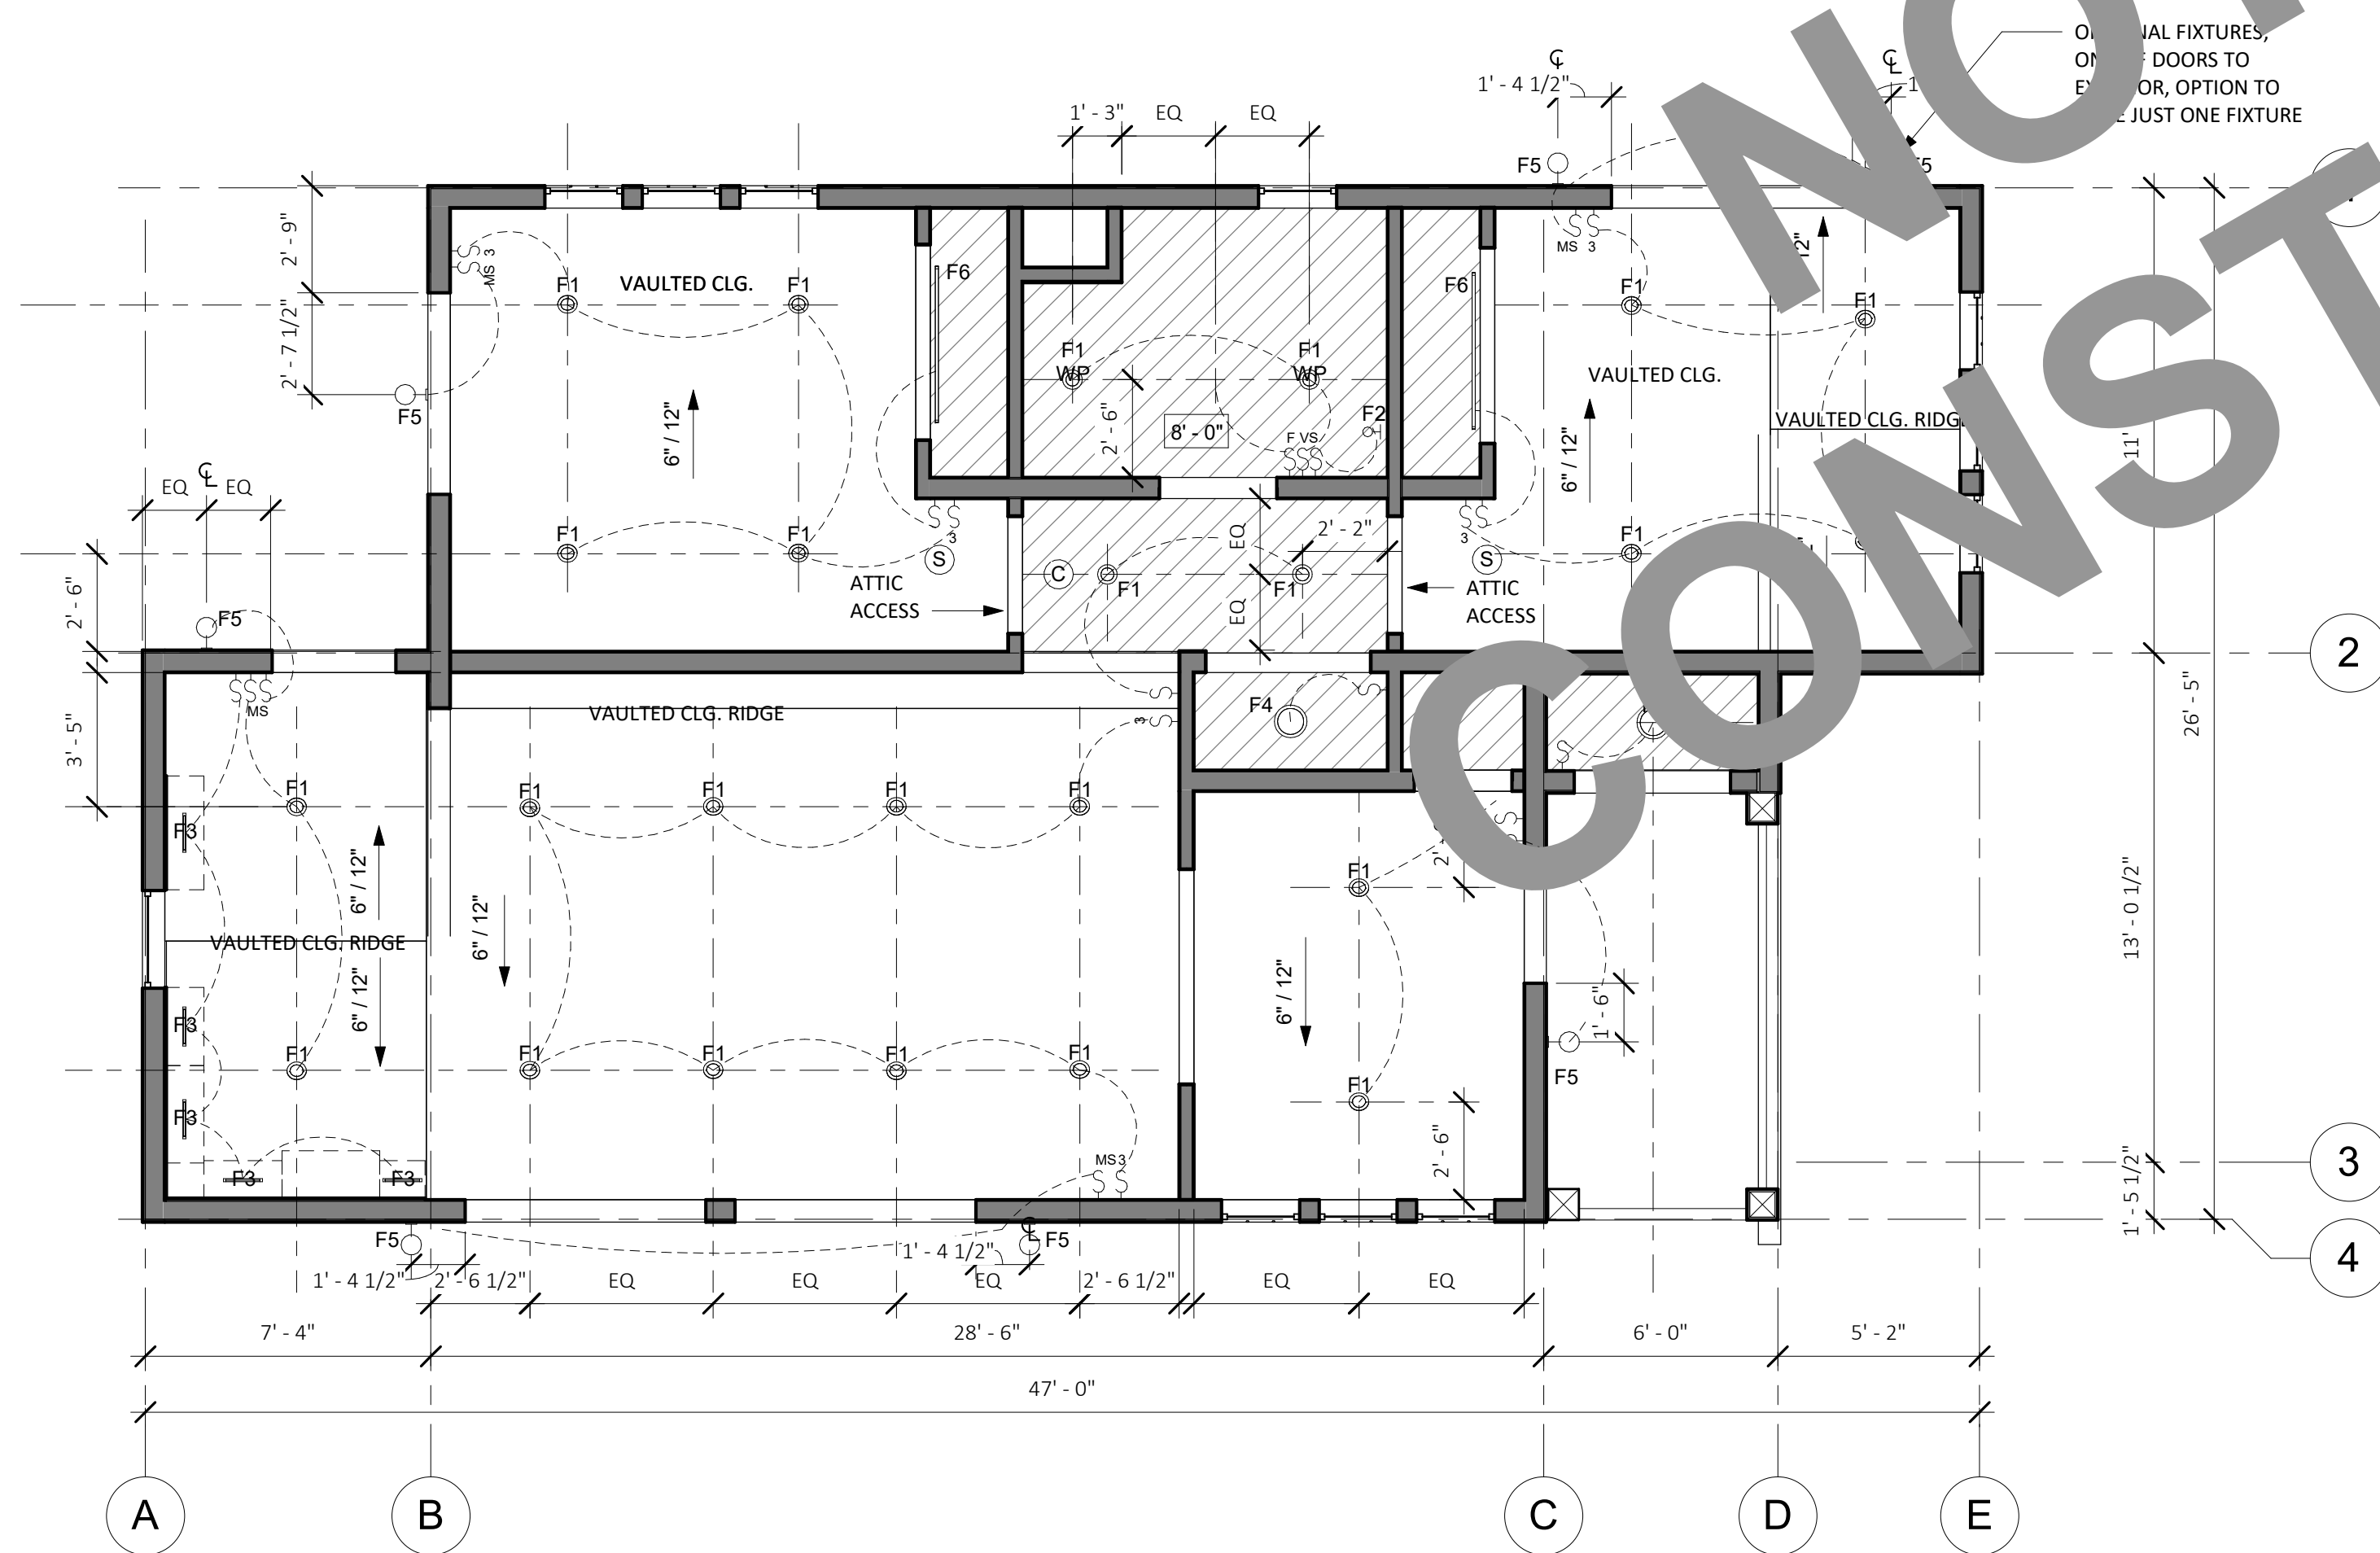 NOT
CONST
NAL FIXTURES,
DOORS TO
OR, OPTION TO
JUST ONE FIXTURE
1' - 4 1/2"
1' - 3"
EQ
EQ
F5
2' - 9"
MS 3
F1
VAULTED CLG.
F1
F6
F6
MS 3
F1
F1
2' - 7 1/2"
F5
6" / 12"
F1
WP
F1
WP
2' - 6"
8' - 0"
F2
F VS
VAULTED CLG.
6" / 12"
VAULTED CLG. RIDGE
11'
EQ
EQ
F1
F1
3
S
C
F1
F1
EQ
EQ
2' - 2"
3
S
F1
ATTIC
ACCESS
ATTIC
ACCESS
2' - 6"
F5
2
MS
3' - 5"
VAULTED CLG. RIDGE
3
F4
26' - 5"
F1
F1
F1
F1
F1
F3
6" / 12"
6" / 12"
VAULTED CLG. RIDGE
6" / 12"
F1
6" / 12"
13' - 0 1/2"
1' - 6"
F3
F1
F1
F1
F1
F1
F1
F5
F3
2' - 6"
MS 3
F3
F3
3
1' - 5 1/2"
F5
F5
1' - 4 1/2"
4
1' - 4 1/2"
2' - 6 1/2"
EQ
EQ
EQ
2' - 6 1/2"
EQ
EQ
7' - 4"
28' - 6"
6' - 0"
5' - 2"
47' - 0"
A
B
C
D
E